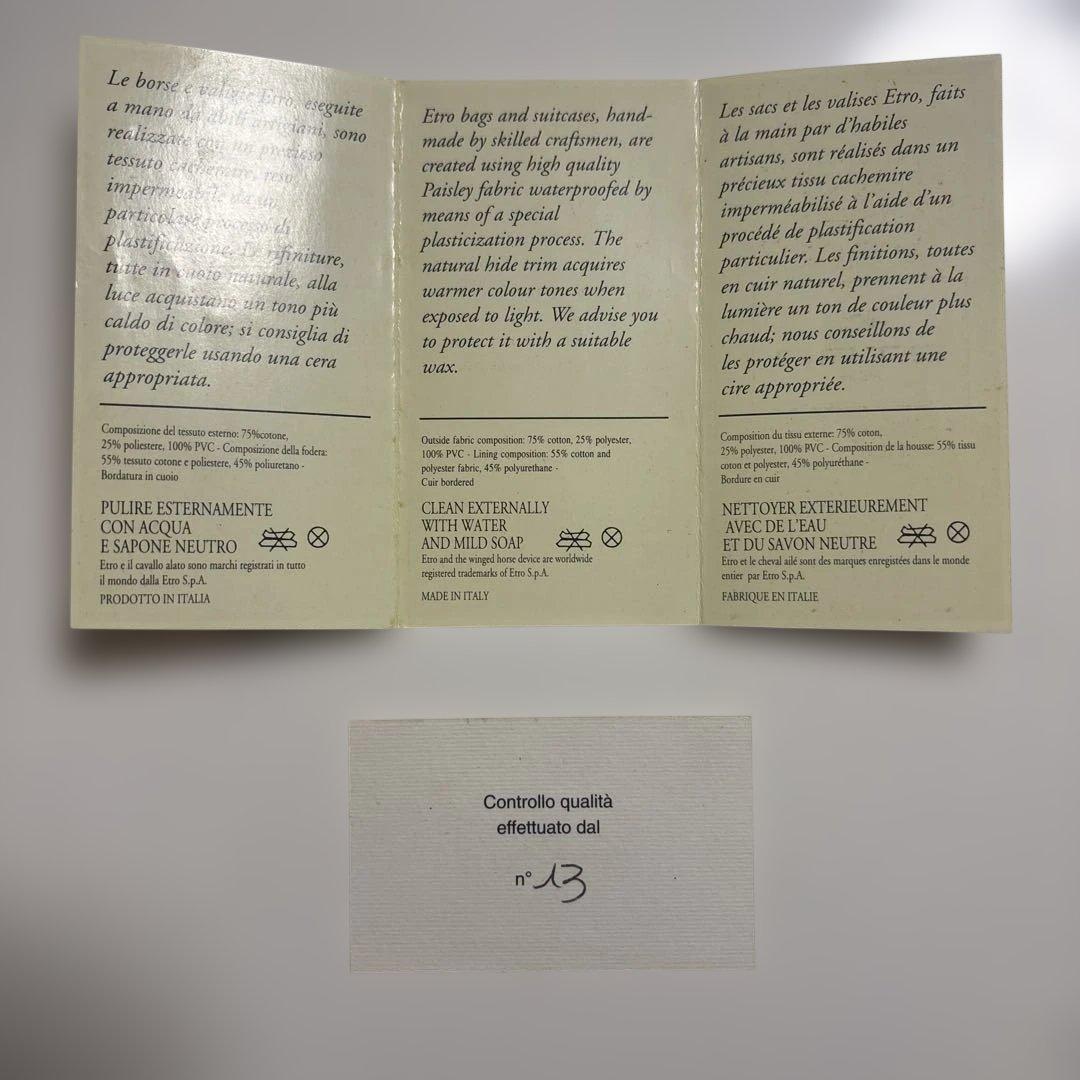 Le borse e valigie Etro, eseguite
a mano da abili artigiani, sono
realizzate con un prezioso
tessuto cachemire, reso
impermeabile da un
particolare processo di
plastificazione. Le rifiniture,
tutte in cuoio naturale, alla
luce acquistano un tono più
caldo di colore; si consiglia di
proteggerle usando una cera
appropriata.
Composizione del tessuto esterno: 75%cotone,
25% poliestere, 100% PVC - Composizione della fodera:
55% tessuto cotone e poliestere, 45% poliuretano -
Bordatura in cuoio
PULIRE ESTERNAMENTE
CON ACQUA
E SAPONE NEUTRO
Etro e il cavallo alato sono marchi registrati in tutto
il mondo dalla Etro S.p.A.
PRODOTTO IN ITALIA
Etro bags and suitcases, hand-
made by skilled craftsmen, are
created using high quality
Paisley fabric waterproofed by
means of a special
plasticization process. The
natural hide trim acquires
warmer colour tones when
exposed to light. We advise you
to protect it with a suitable
wax.
Outside fabric composition: 75% cotton, 25% polyester,
100% PVC - Lining composition: 55% cotton and
polyester fabric, 45% polyurethane -
Cuir bordered
CLEAN EXTERNALLY
WITH WATER
AND MILD SOAP
Etro and the winged horse device are worldwide
registered trademarks of Etro S.p.A.
MADE IN ITALY
Les sacs et les valises Etro, faits
à la main par d'habiles
artisans, sont réalisés dans un
précieux tissu cachemire
imperméabilisé à l'aide d'un
procédé de plastification
particulier. Les finitions, toutes
en cuir naturel, prennent à la
lumière un ton de couleur plus
chaud; nous conseillons de
les protéger en utilisant une
cire appropriée.
Composition du tissu externe: 75% coton,
25% polyester, 100% PVC - Composition de la housse: 55% tissu
coton et polyester, 45% polyuréthane -
Bordure en cuir
NETTOYER EXTERIEUREMENT
AVEC DE L'EAU
ET DU SAVON NEUTRE
Etro et le cheval ailé sont des marques enregistées dans le monde
entier par Etro S.p.A.
FABRIQUE EN ITALIE
Controllo qualità
effettuato dal
n° 13